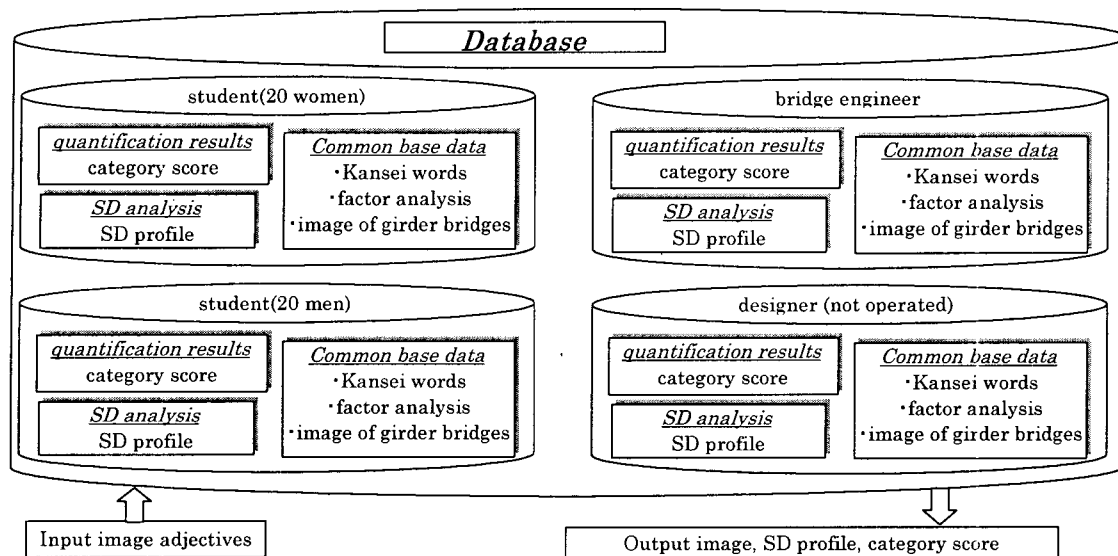 Database
student(20 women)
quantification results
category score
SD analysis
SD profile
Common base data
・Kansei words
・factor analysis
・image of girder bridges
bridge engineer
quantification results
category score
SD analysis
SD profile
Common base data
・Kansei words
・factor analysis
・image of girder bridges
student(20 men)
quantification results
category score
SD analysis
SD profile
Common base data
・Kansei words
・factor analysis
・image of girder bridges
designer (not operated)
quantification results
category score
SD analysis
SD profile
Common base data
・Kansei words
・factor analysis
・image of girder bridges
Input image adjectives
Output image, SD profile, category score